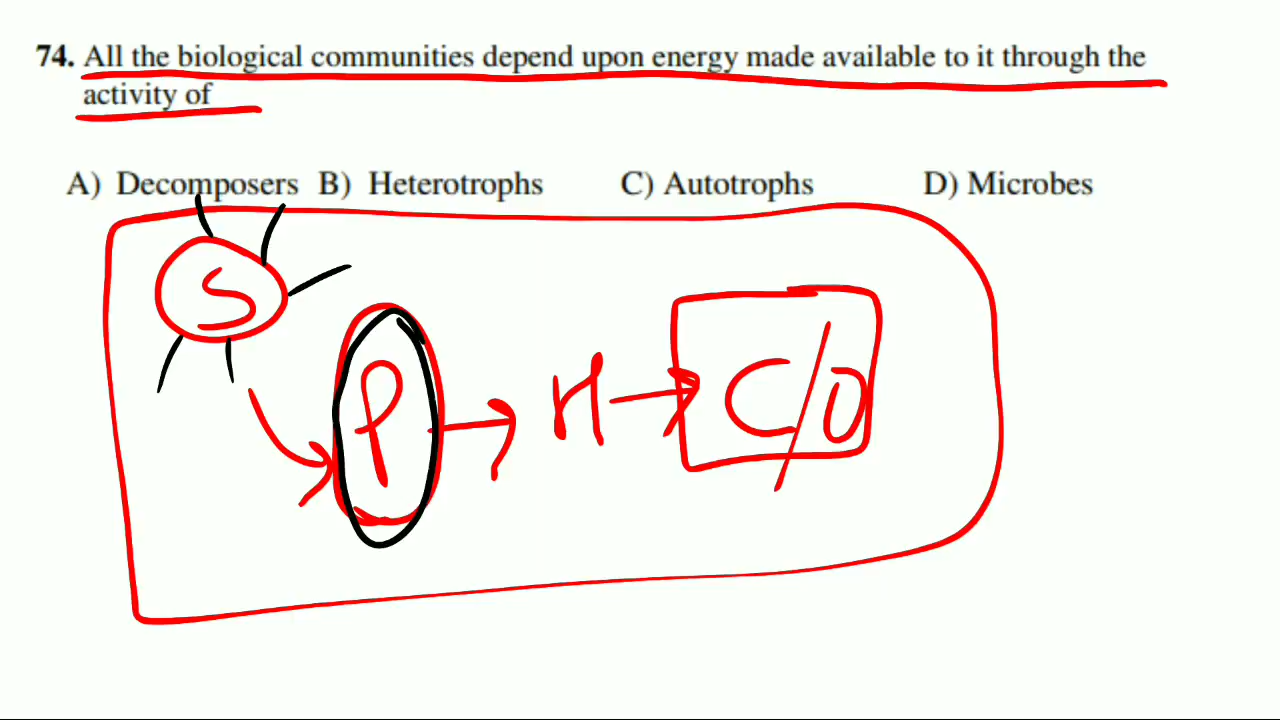 74. All the biological communities depend upon energy made available to it through the
activity of
A) Decomposers B) Heterotrophs C) Autotrophs D) Microbes
S
P → H → C/D